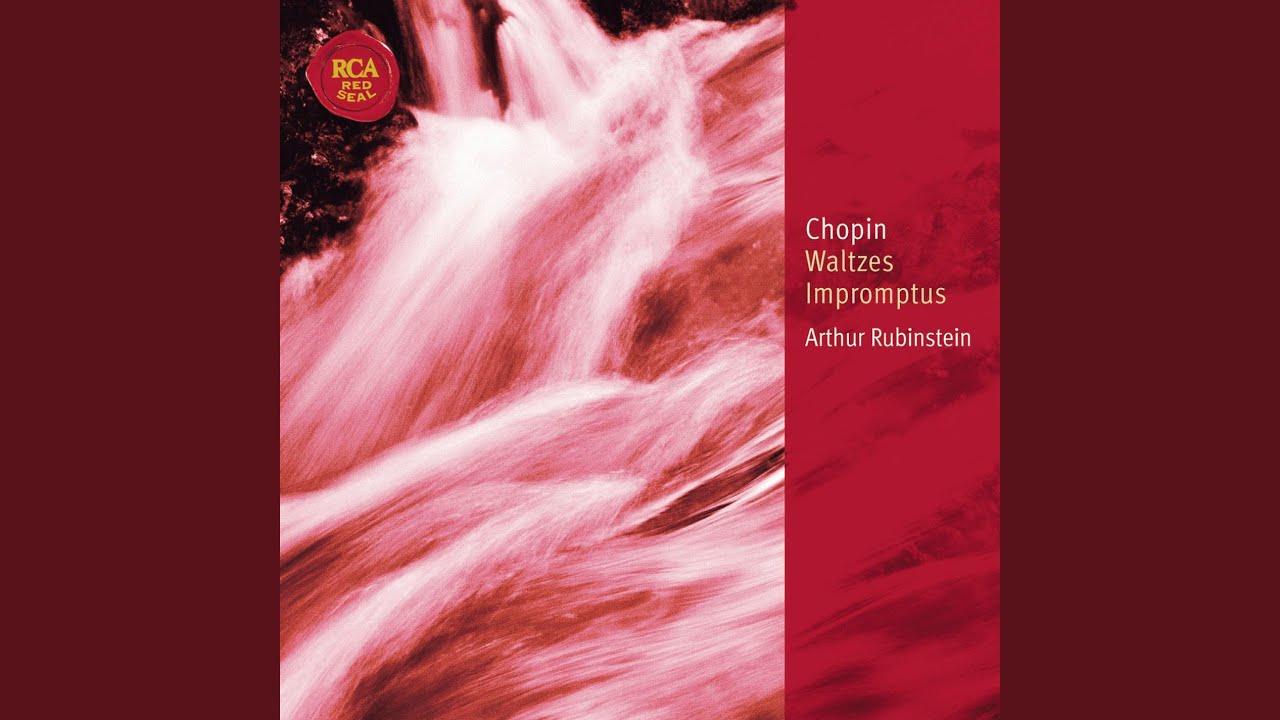 RCA
RED
SEAL
Chopin
Waltzes
Impromptus
Arthur Rubinstein